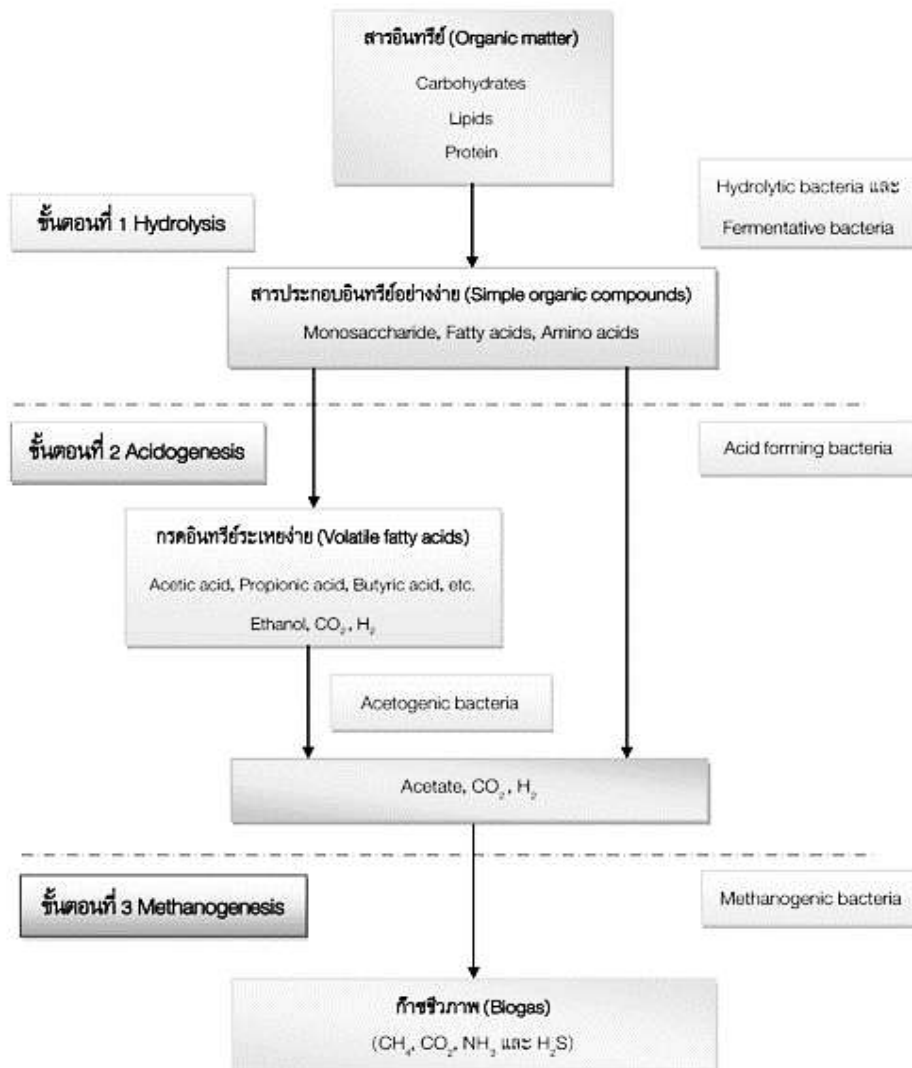 สารอินทรีย์ (Organic matter)
Carbohydrates
Lipids
Protein
Hydrolytic bacteria และ
Fermentative bacteria
ขั้นตอนที่ 1 Hydrolysis
สารประกอบอินทรีย์อย่างง่าย (Simple organic compounds)
Monosaccharide, Fatty acids, Amino acids
ขั้นตอนที่ 2 Acidogenesis
Acid forming bacteria
กรดอินทรีย์ระเหยง่าย (Volatile fatty acids)
Acetic acid, Propionic acid, Butyric acid, etc.
Ethanol, CO₂, H₂
Acetogenic bacteria
Acetate, CO₂, H₂
ขั้นตอนที่ 3 Methanogenesis
Methanogenic bacteria
ก๊าซชีวภาพ (Biogas)
(CH₄, CO₂, NH₃ และ H₂S)